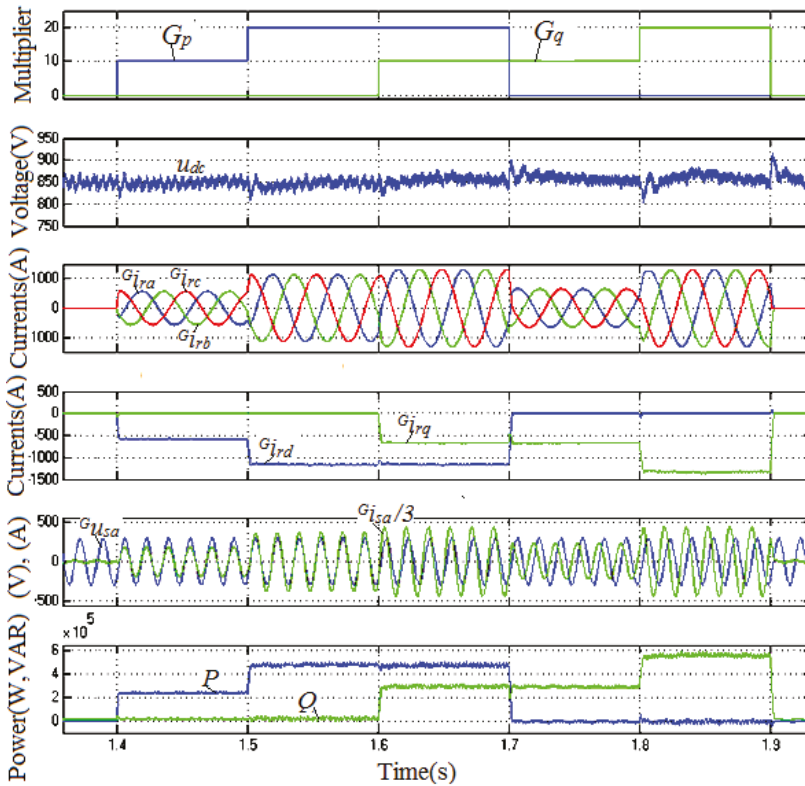 Multiplier
20
10
0
Gp
Gq
Voltage(V)
950
900
850
800
750
udc
Currents(A)
1000
0
1000
Gira
Girc
Girb
Currents(A)
500
0
-500
-1000
-1500
Gird
Girq
(V), (A)
500
0
-500
Gusa
Gisa/3
Power(W,VAR)
×10 5
6
4
2
0
P
Q
1.4 1.5 1.6 1.7 1.8 1.9
Time(s)